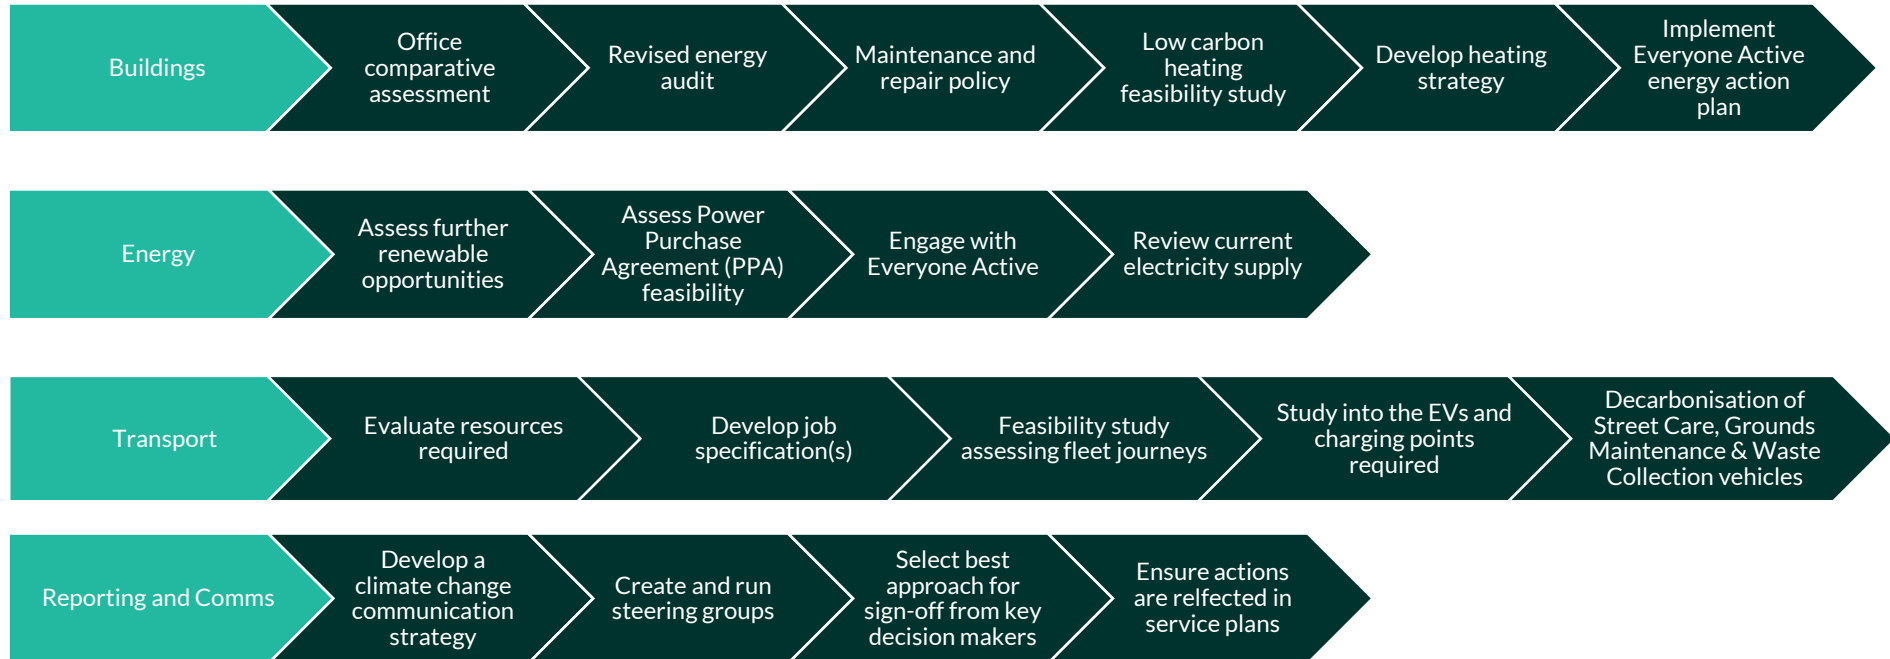 Buildings
Office
comparative
assessment
Revised energy
audit
Maintenance and
repair policy
Low carbon
heating
feasibility study
Develop heating
strategy
Implement
Everyone Active
energy action
plan
Energy
Assess further
renewable
opportunities
Assess Power
Purchase
Agreement (PPA)
feasibility
Engage with
Everyone Active
Review current
electricity supply
Transport
Evaluate resources
required
Develop job
specification(s)
Feasibility study
assessing fleet journeys
Study into the EVs and
charging points
required
Decarbonisation of
Street Care, Grounds
Maintenance & Waste
Collection vehicles
Reporting and Comms
Develop a
climate change
communication
strategy
Create and run
steering groups
Select best
approach for
sign-off from key
decision makers
Ensure actions
are relfected in
service plans